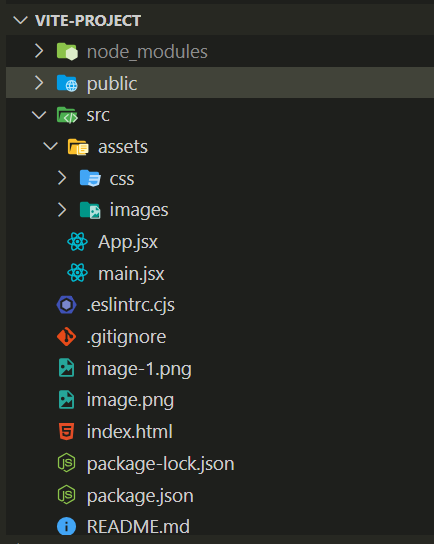 VITE-PROJECT
node_modules
public
src
assets
css
images
App.jsx
main.jsx
.eslintrc.cjs
.gitignore
image-1.png
image.png
index.html
package-lock.json
package.json
README.md